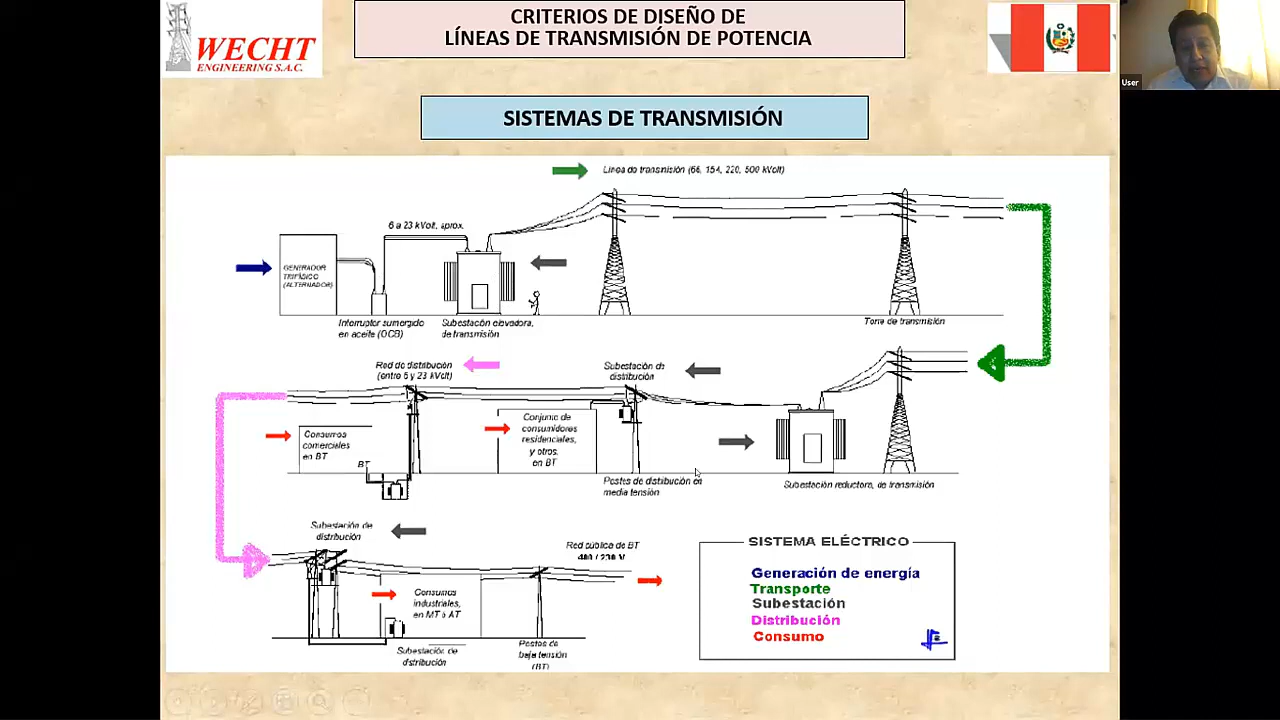 CRITERIOS DE DISEÑO DE
LÍNEAS DE TRANSMISIÓN DE POTENCIA
WECHT
ENGINEERING S.A.C.
User
SISTEMAS DE TRANSMISIÓN
Línea de transmisión (66, 154, 220, 500 kVolt)
6 a 23 kVolt, aprox.
GENERADOR
TRIFÁSICO
(ALTERNADOR)
Interruptor sumergido
en aceite (OCB)
Subestación elevadora,
de transmisión
Torre de transmisión
Red de distribución
(entre 6 y 23 kVolt)
Subestación de
distribución
Consumos
comerciales
en BT
BT
Conjunto de
consumidores
residenciales,
y otros,
en BT
Postes de distribución en
media tensión
Subestación reductora, de transmisión
Subestación de
distribución
Red pública de BT
400 / 230 V
Consumos
industriales,
en MT o AT
Subestación de
distribución
Postes de
baja tensión
(BT)
SISTEMA ELÉCTRICO
Generación de energía
Transporte
Subestación
Distribución
Consumo